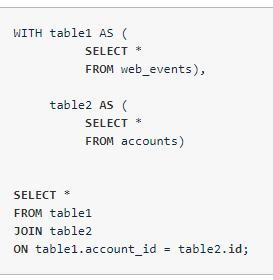 WITH table1 AS (
          SELECT *
          FROM web_events),

     table2 AS (
          SELECT *
          FROM accounts)


SELECT *
FROM table1
JOIN table2
ON table1.account_id = table2.id;